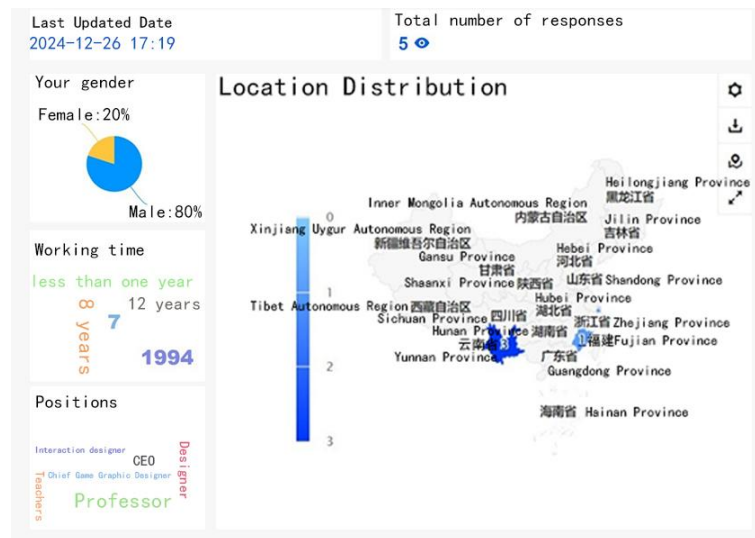 Last Updated Date
2024-12-26 17:19
Total number of responses
5
Your gender
Female:20%
Male:80%
Working time
less than one year
8 years
12 years
7
1994
Positions
Interaction designer
CEO
Designer
Teachers
Chief Game Graphic Designer
Professor
Location Distribution
Heilongjiang Province
黑龙江省
Inner Mongolia Autonomous Region
内蒙古自治区
Jilin Province
吉林省
0
Xinjiang Uygur Autonomous Region
新疆维吾尔自治区
Hebei Province
河北省
Gansu Province
甘肃省
Shaanxi Province 陕西省
山东省 Shandong Province
1
Hubei Province
湖北省
Tibet Autonomous Region 西藏自治区
Sichuan Province 四川省
浙江省 Zhejiang Province
Hunan Province 湖南省
1 福建 Fujian Province
云南省 3
Yunnan Province
广东省
Guangdong Province
2
海南省 Hainan Province
3